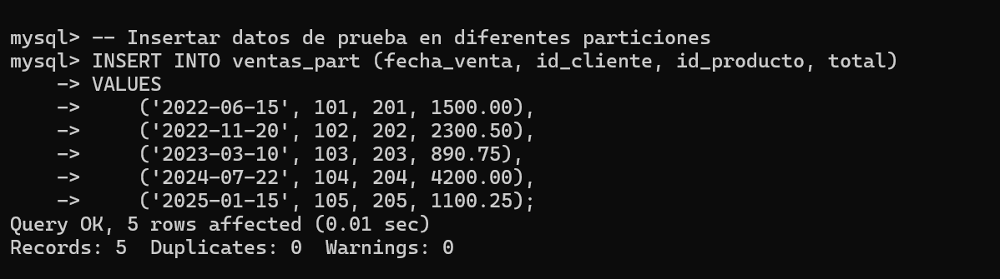 mysql> -- Insertar datos de prueba en diferentes particiones
mysql> INSERT INTO ventas_part (fecha_venta, id_cliente, id_producto, total)
    -> VALUES
    ->     ('2022-06-15', 101, 201, 1500.00),
    ->     ('2022-11-20', 102, 202, 2300.50),
    ->     ('2023-03-10', 103, 203, 890.75),
    ->     ('2024-07-22', 104, 204, 4200.00),
    ->     ('2025-01-15', 105, 205, 1100.25);
Query OK, 5 rows affected (0.01 sec)
Records: 5  Duplicates: 0  Warnings: 0